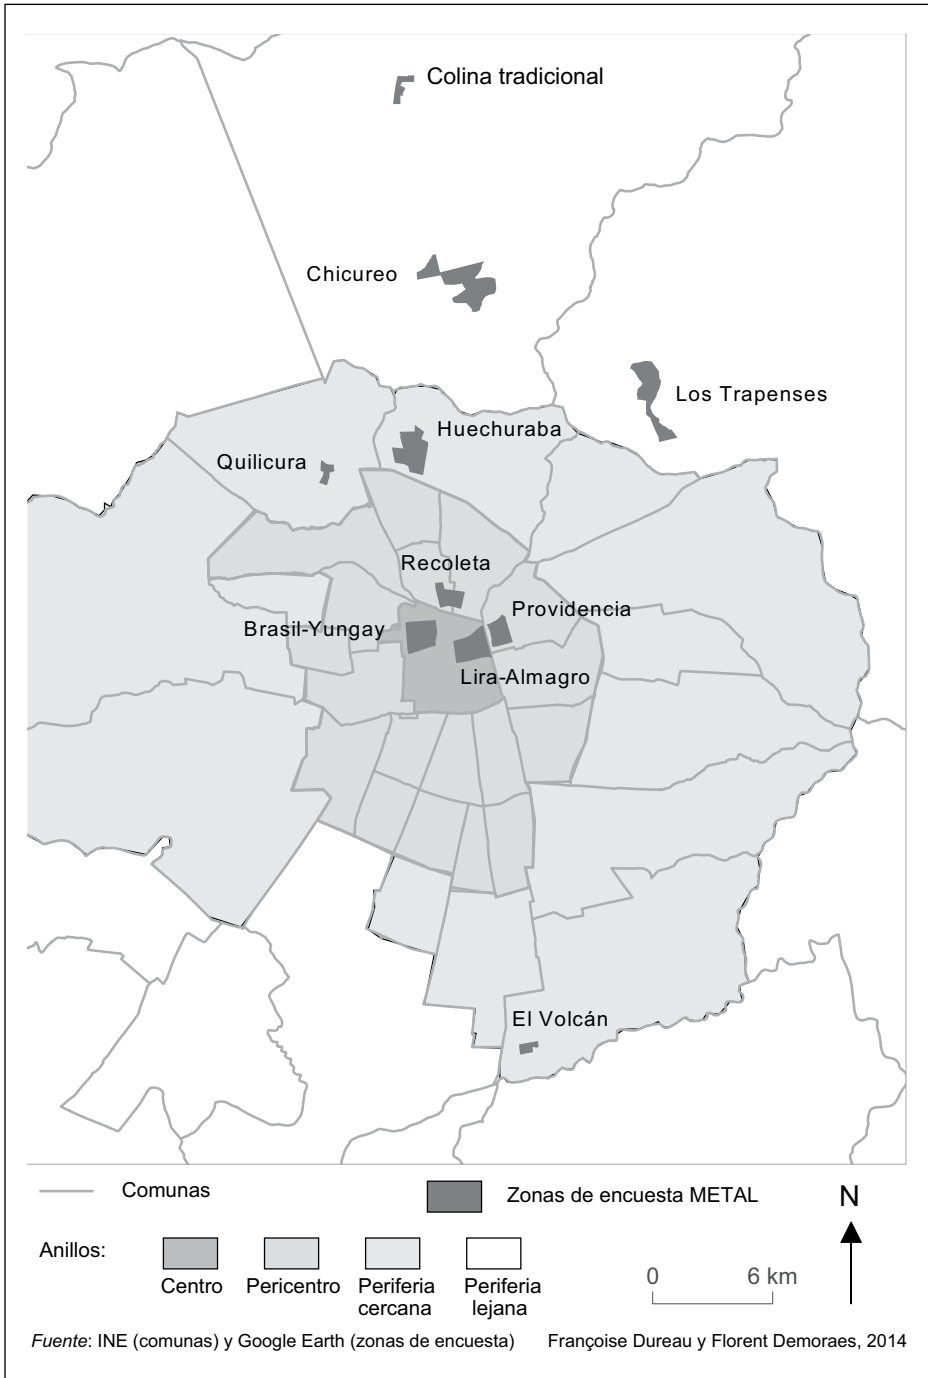 Colina tradicional
Chicureo
Los Trapenses
Huechuraba
Quilicura
Recoleta
Providencia
Brasil-Yungay
Lira-Almagro
El Volcán
Comunas
Zonas de encuesta METAL
N
Anillos:
Centro
Pericentro
Periferia
cercana
Periferia
lejana
0 6 km
Fuente: INE (comunas) y Google Earth (zonas de encuesta) Françoise Dureau y Florent Demoraes, 2014